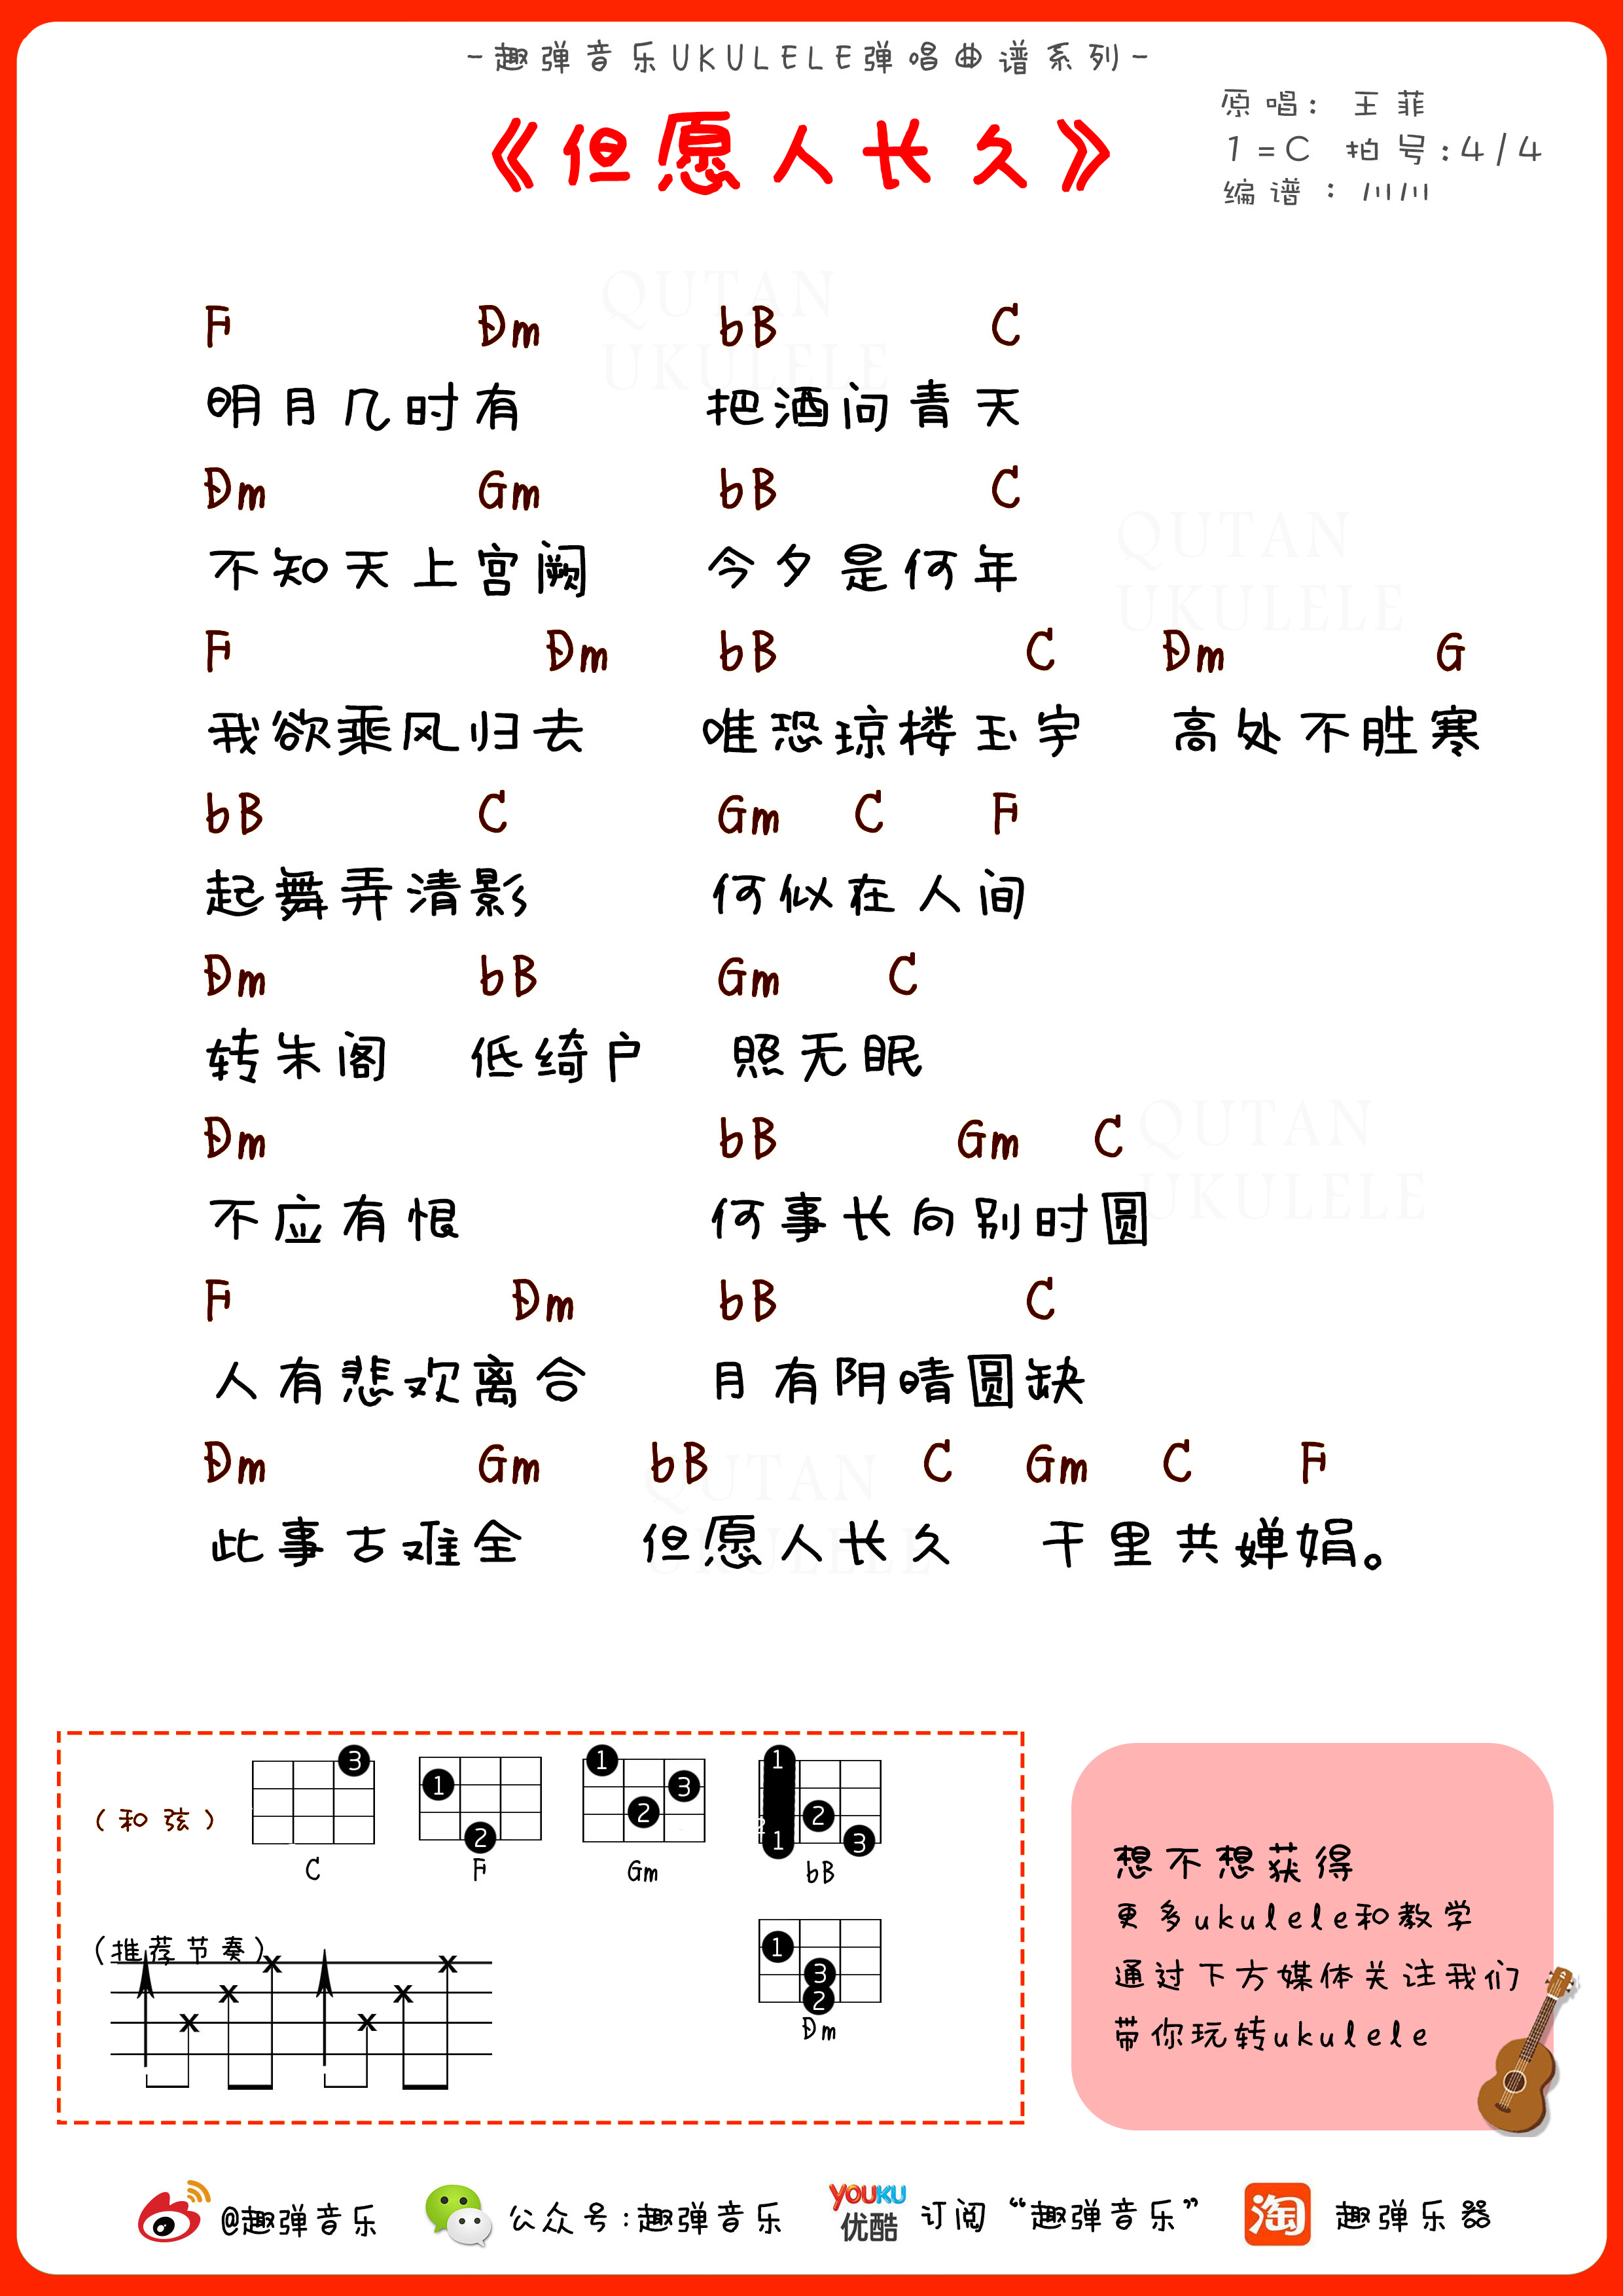 -趣弹音乐UKULELE弹唱曲谱系列-
《但愿人长久》
原唱: 王菲
1=C 拍号:4/4
编谱:川川
QUTAN
UKULELE
F Dm bB C
明月几时有 把酒问青天
Dm Gm bB C
不知天上宫阙 今夕是何年
QUTAN
UKULELE
F Dm bB C Dm G
我欲乘风归去 唯恐琼楼玉宇 高处不胜寒
bB C Gm C F
起舞弄清影 何似在人间
Dm bB Gm C
转朱阁 低绮户 照无眠
QUTAN
UKULELE
Dm bB Gm C
不应有恨 何事长向别时圆
F Dm bB C
人有悲欢离合 月有阴晴圆缺
QUTAN
UKULELE
Dm Gm bB C Gm C F
此事古难全 但愿人长久 千里共婵娟。
(和弦)
3 1 2 1 2 3 1 1 2 3
C F Gm bB
(推荐节奏)
X X X X X X
1 3 2
Dm
想不想获得
更多ukulele和教学
通过下方媒体关注我们
带你玩转ukulele
@趣弹音乐
公众号:趣弹音乐
YOUKU
优酷
订阅“趣弹音乐”
淘
趣弹乐器